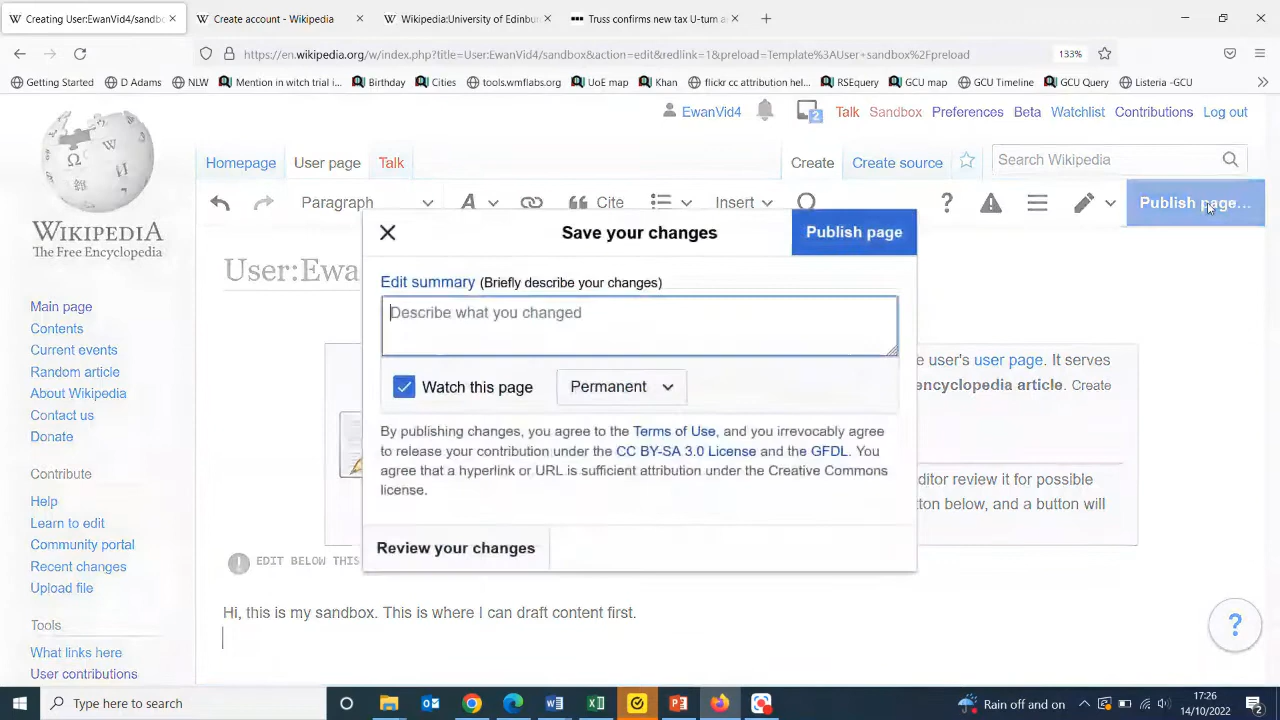 Creating User:EwanVid4/sandbo
Create account - Wikipedia
Wikipedia:University of Edinbu
Truss confirms new tax U-turn a
https://en.wikipedia.org/w/index.php?title=User:EwanVid4/sandbox&action=edit&redlink=1&preload=Template%3AUser+sandbox%2Fpreload
133%
Getting Started D Adams NLW Mention in witch trial i... Birthday Cities tools.wmflabs.org UoE map Khan flickr cc attribution hel... RSEquery GCU map GCU Timeline GCU Query Listeria -GCU
EwanVid4 2 Talk Sandbox Preferences Beta Watchlist Contributions Log out
Homepage User page Talk Create Create source Search Wikipedia
Paragraph A Cite Insert Ω ? Publish page...
WIKIPEDIA
The Free Encyclopedia
Save your changes Publish page
User:Ewa
Edit summary (Briefly describe your changes)
Describe what you changed
Watch this page Permanent
By publishing changes, you agree to the Terms of Use, and you irrevocably agree
to release your contribution under the CC BY-SA 3.0 License and the GFDL. You
agree that a hyperlink or URL is sufficient attribution under the Creative Commons
license.
Review your changes
e user's user page. It serves
encyclopedia article. Create
ditor review it for possible
ton below, and a button will
EDIT BELOW THIS
Hi, this is my sandbox. This is where I can draft content first.
Main page
Contents
Current events
Random article
About Wikipedia
Contact us
Donate
Contribute
Help
Learn to edit
Community portal
Recent changes
Upload file
Tools
What links here
User contributions
?
Type here to search
Rain off and on
17:26
14/10/2022
2